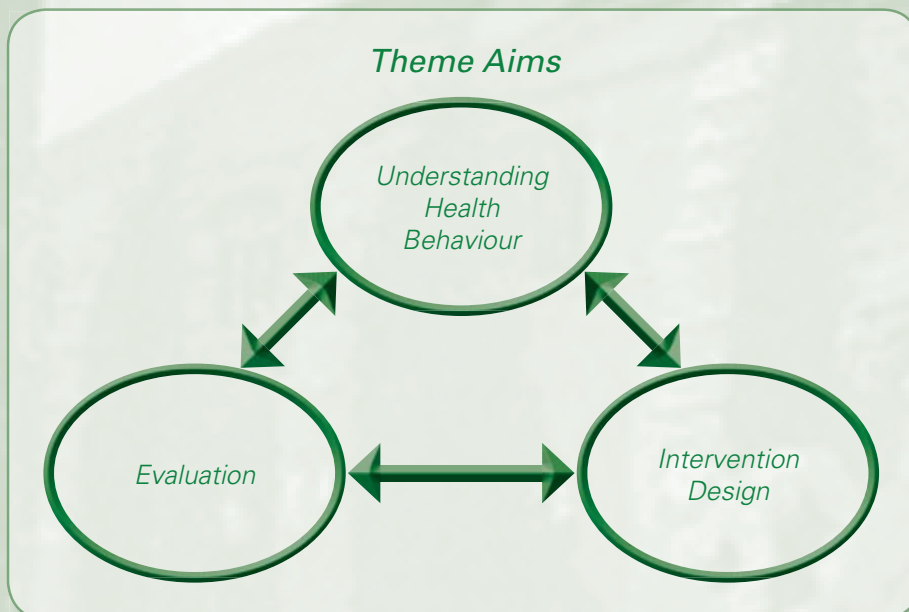 Theme Aims
Understanding
Health
Behaviour
Evaluation
Intervention
Design